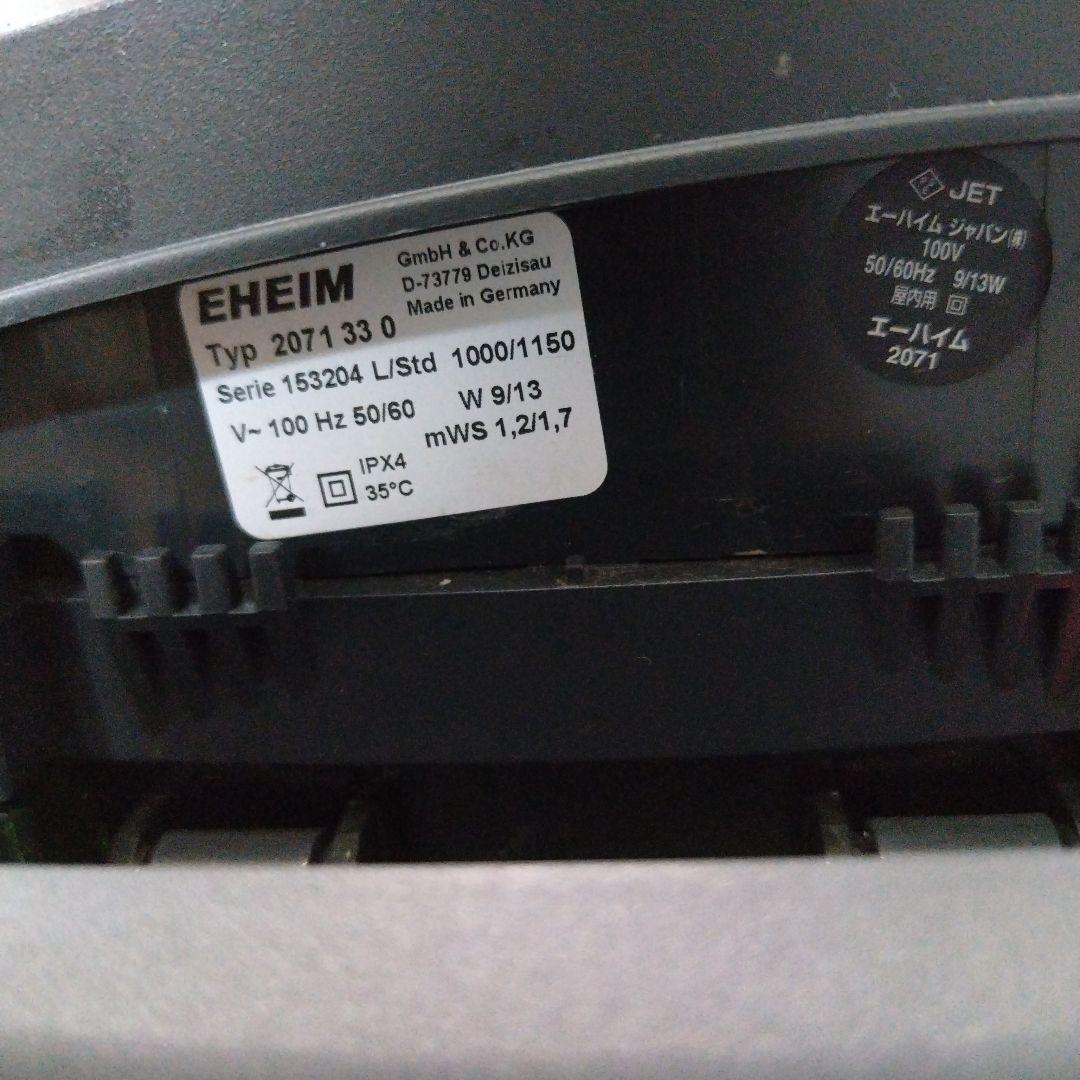 EHEIM
GmbH & Co.KG
D-73779 Deizisau
Made in Germany
Typ 2071 33 0
Serie 153204 L/Std 1000/1150
V~ 100 Hz 50/60 W 9/13
mWS 1,2/1,7
IPX4
35°C
PSE JET
エーハイム ジャパン(株)
100V
50/60Hz 9/13W
屋内用
エーハイム
2071